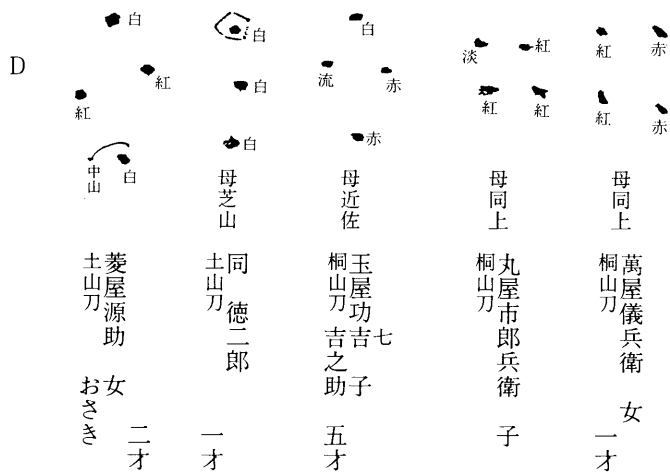 D
赤
赤
紅
紅
母同上
萬屋儀兵衛 女
桐山刀 一才
紅
紅
淡
紅
母同上
丸屋市郎兵衛 子
桐山刀
白
赤
流
赤
母近佐
七
玉屋功吉 子
桐山刀 吉之助 五才
白
白
白
母芝山
同 徳二郎
土山刀 一才
白
紅
紅
白
中山
菱屋源助 女
土山刀 おさき 二才